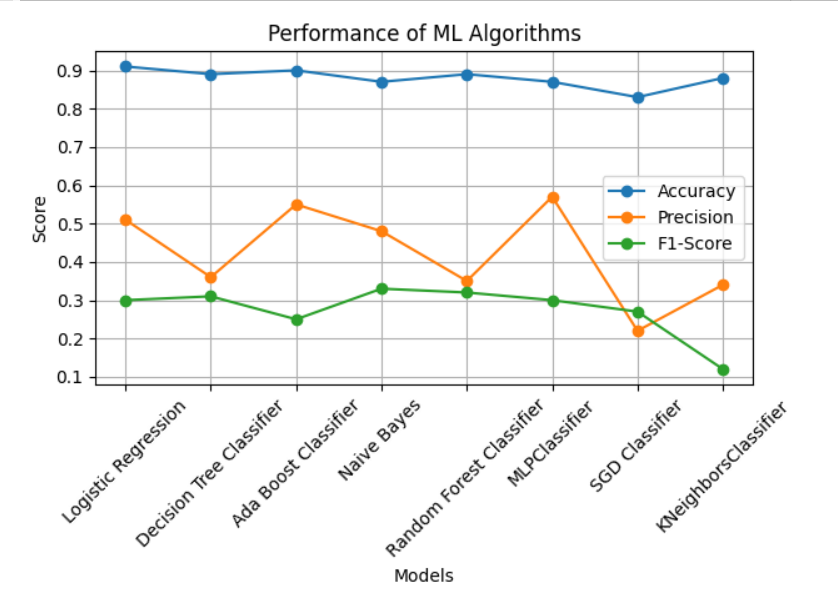 Performance of ML Algorithms
Score
0.9
0.8
0.7
0.6
0.5
0.4
0.3
0.2
0.1
Accuracy
Precision
F1-Score
Logistic Regression
Decision Tree Classifier
Ada Boost Classifier
Naive Bayes
Random Forest Classifier
MLPClassifier
SGD Classifier
KNeighborsClassifier
Models